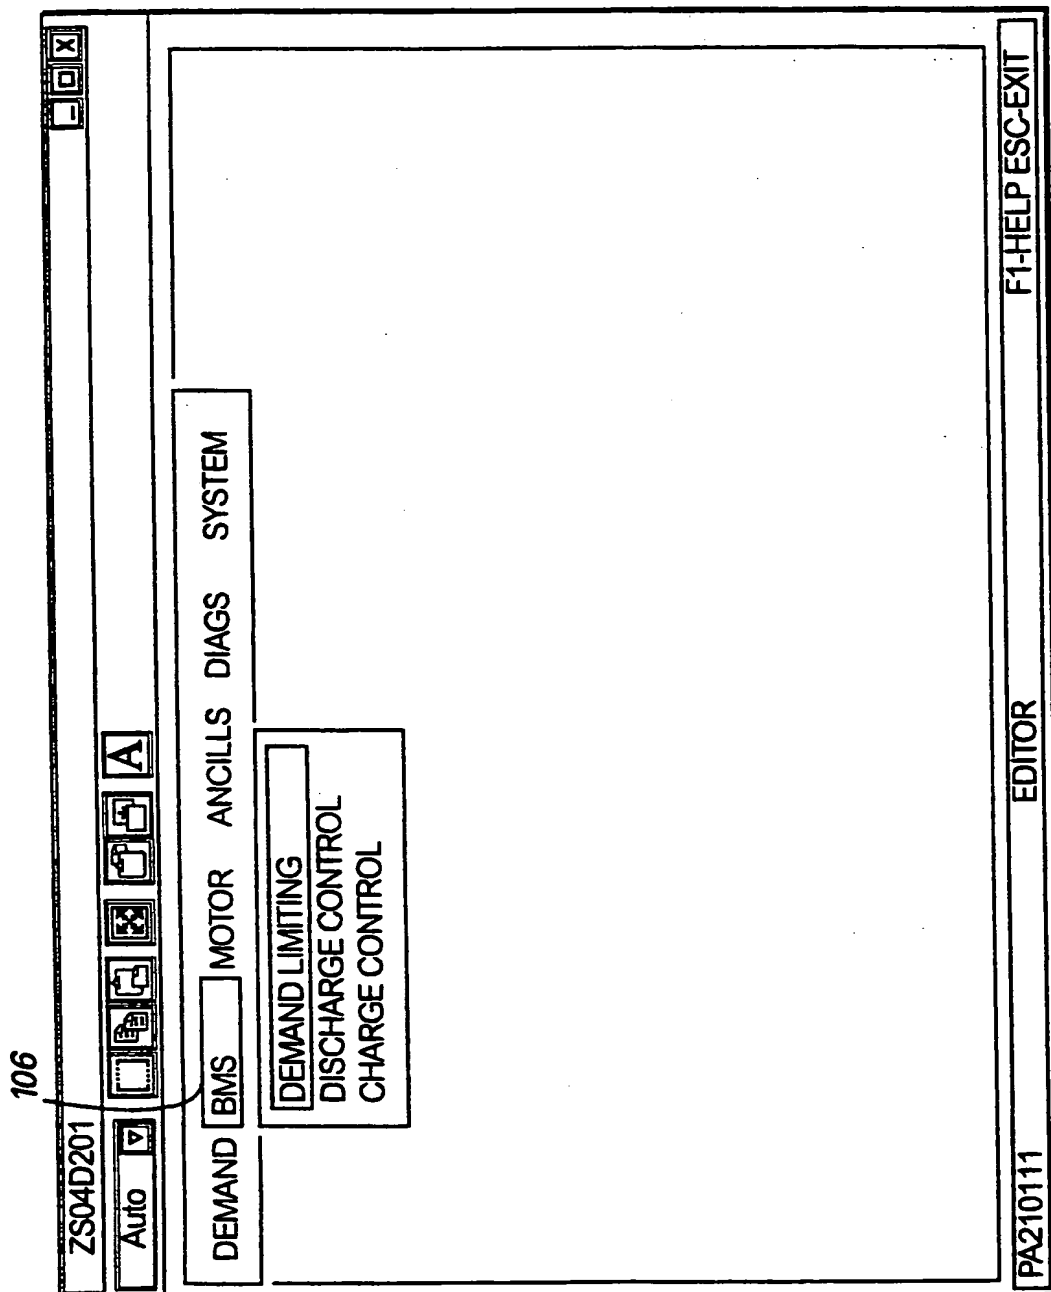 106
ZS04D201
Auto A
DEMAND BMS MOTOR ANCILLS DIAGS SYSTEM
DEMAND LIMITING
DISCHARGE CONTROL
CHARGE CONTROL
PA210111 EDITOR F1-HELP ESC-EXIT